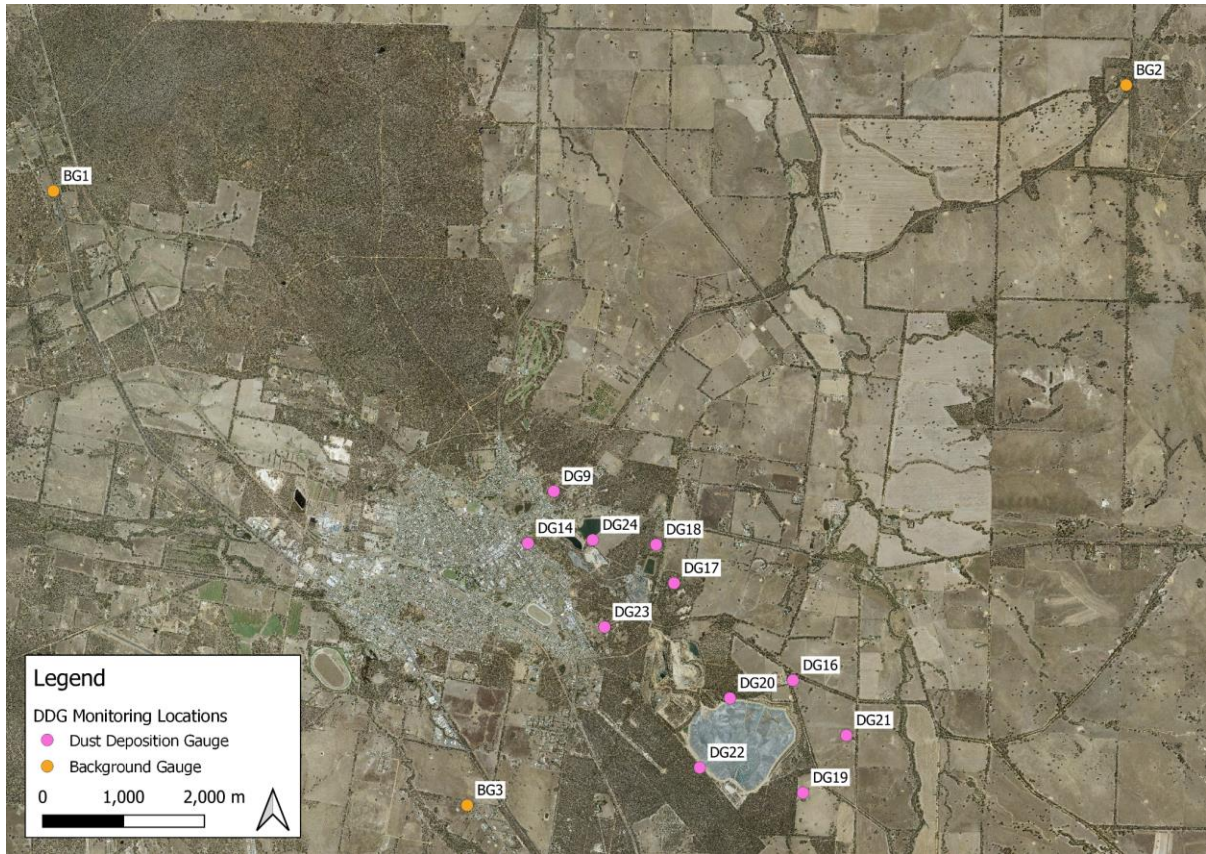 BG2
BG1
DG9
DG14
DG24
DG18
DG17
DG23
DG16
DG20
DG21
DG22
DG19
BG3
Legend
DDG Monitoring Locations
Dust Deposition Gauge
Background Gauge
0 1,000 2,000 m